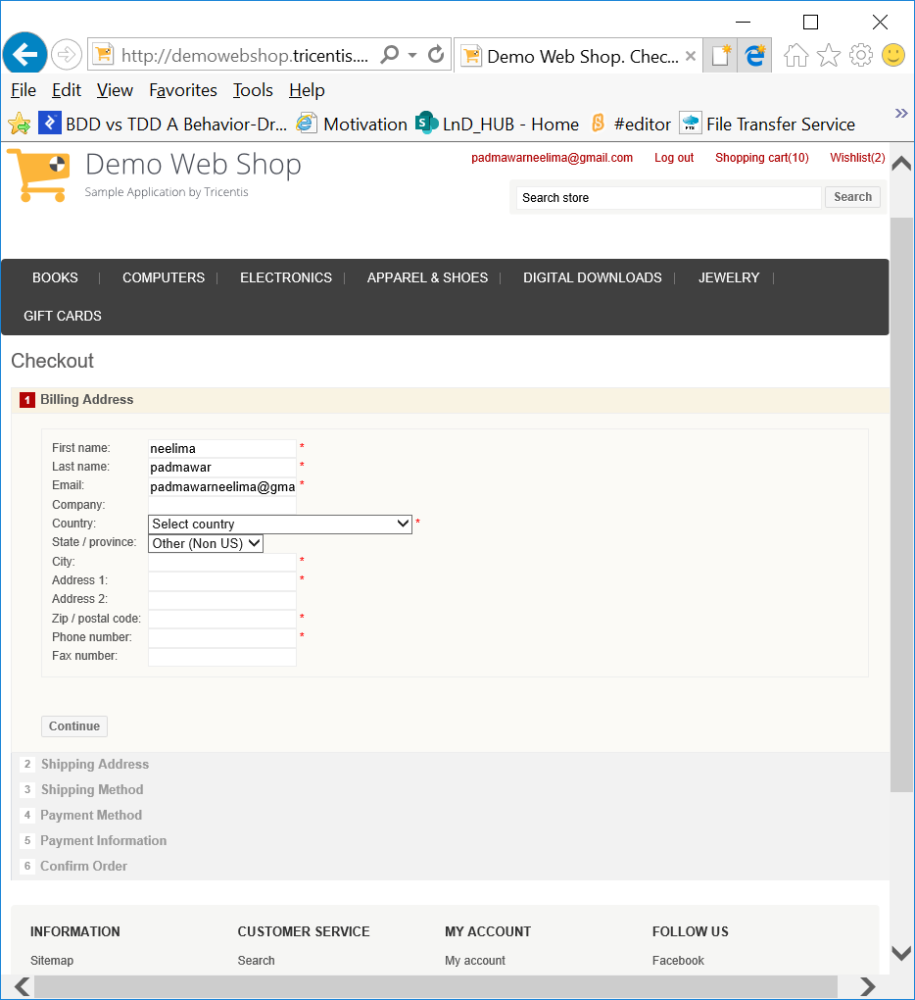 http://demowebshop.tricentis....
Demo Web Shop. Chec...
File Edit View Favorites Tools Help
BDD vs TDD A Behavior-Dr... Motivation LnD_HUB - Home #editor File Transfer Service
Demo Web Shop
Sample Application by Tricentis
padmawarneelima@gmail.com Log out Shopping cart(10) Wishlist(2)
Search store Search
BOOKS COMPUTERS ELECTRONICS APPAREL & SHOES DIGITAL DOWNLOADS JEWELRY
GIFT CARDS
Checkout
1 Billing Address
First name: neelima *
Last name: padmawar *
Email: padmawarneelima@gma *
Company:
Country: Select country *
State / province: Other (Non US)
City: *
Address 1: *
Address 2:
Zip / postal code: *
Phone number: *
Fax number:
Continue
2 Shipping Address
3 Shipping Method
4 Payment Method
5 Payment Information
6 Confirm Order
INFORMATION CUSTOMER SERVICE MY ACCOUNT FOLLOW US
Sitemap Search My account Facebook